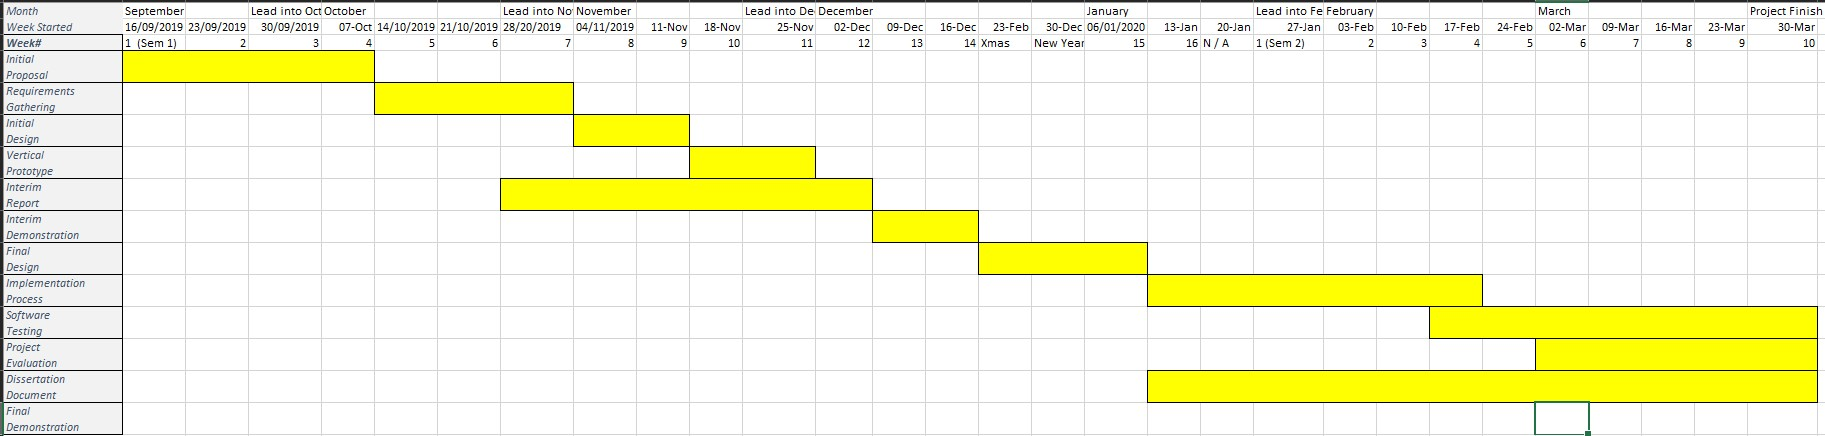 Month September Lead into Oct October Lead into No November Lead into De December January Lead into Fe February March Project Finish
Week Started 16/09/2019 23/09/2019 30/09/2019 07-Oct 14/10/2019 21/10/2019 28/20/2019 04/11/2019 11-Nov 18-Nov 25-Nov 02-Dec 09-Dec 16-Dec 23-Feb 30-Dec 06/01/2020 13-Jan 20-Jan 27-Jan 03-Feb 10-Feb 17-Feb 24-Feb 02-Mar 09-Mar 16-Mar 23-Mar 30-Mar
Week# 1 (Sem 1) 2 3 4 5 6 7 8 9 10 11 12 13 14 Xmas New Year 15 16 N / A 1 (Sem 2) 2 3 4 5 6 7 8 9 10
Initial
Proposal
Requirements
Gathering
Initial
Design
Vertical
Prototype
Interim
Report
Interim
Demonstration
Final
Design
Implementation
Process
Software
Testing
Project
Evaluation
Dissertation
Document
Final
Demonstration